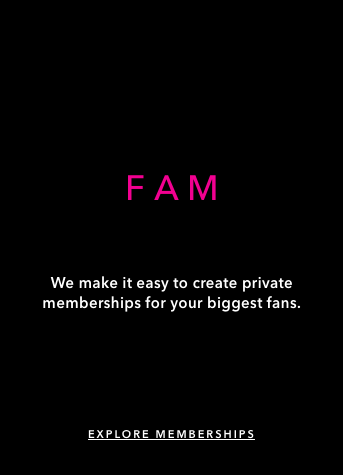 FAM
We make it easy to create private
memberships for your biggest fans.
EXPLORE MEMBERSHIPS